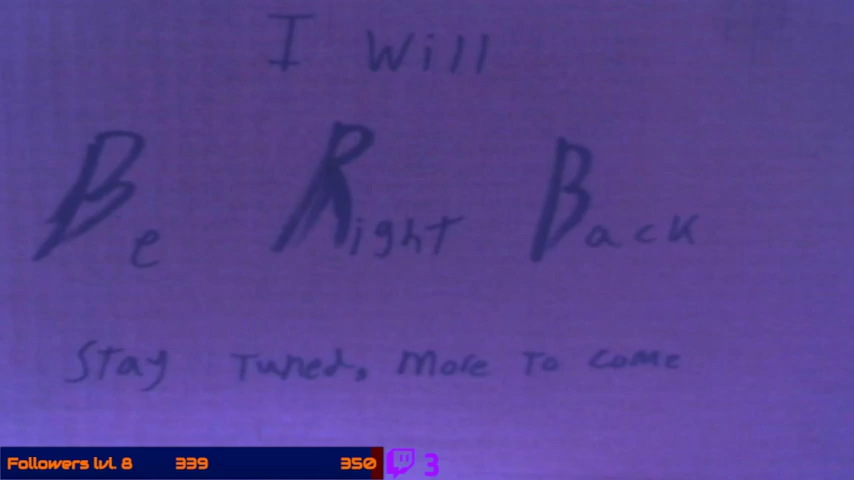 I Will
Be Right Back
Stay Tuned, More To Come
Followers lvl. 8 339 350 3